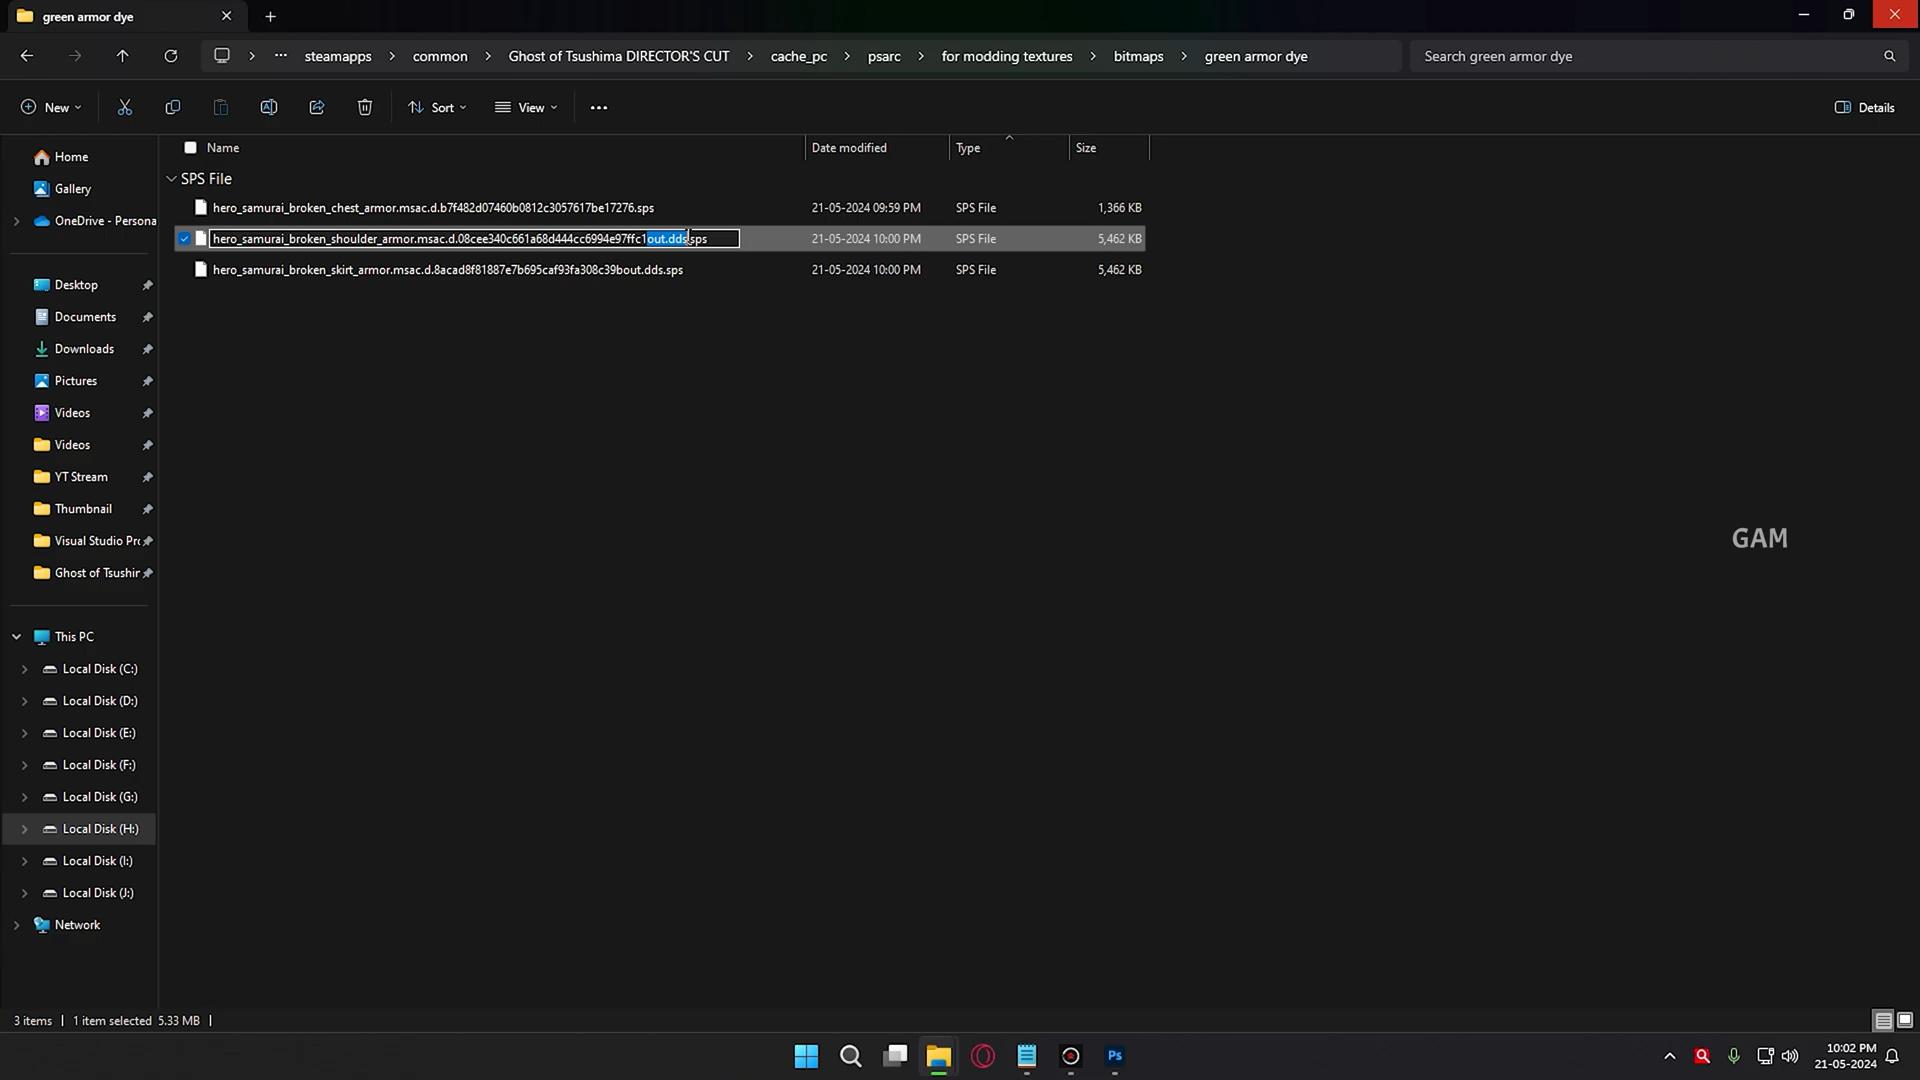 green armor dye
steamapps
common
Ghost of Tsushima DIRECTOR'S CUT
cache_pc
psarc
for modding textures
bitmaps
green armor dye
Search green armor dye
New
Sort
View
Details
Name
Date modified
Type
Size
SPS File
hero_samurai_broken_chest_armor.msac.d.b7f482d07460b0812c3057617be17276.sps 21-05-2024 09:59 PM SPS File 1,366 KB
hero_samurai_broken_shoulder_armor.msac.d.08cee340c661a68d444cc6994e97ffc1out.dds.sps 21-05-2024 10:00 PM SPS File 5,462 KB
hero_samurai_broken_skirt_armor.msac.d.8acad8f81887e7b695caf93fa308c39bout.dds.sps 21-05-2024 10:00 PM SPS File 5,462 KB
Home
Gallery
OneDrive - Persona
Desktop
Documents
Downloads
Pictures
Videos
Videos
YT Stream
Thumbnail
Visual Studio Pro
Ghost of Tsushin
This PC
Local Disk (C:)
Local Disk (D:)
Local Disk (E:)
Local Disk (F:)
Local Disk (G:)
Local Disk (H:)
Local Disk (I:)
Local Disk (J:)
Network
GAM
3 items
1 item selected 5.33 MB
Ps
10:02 PM
21-05-2024